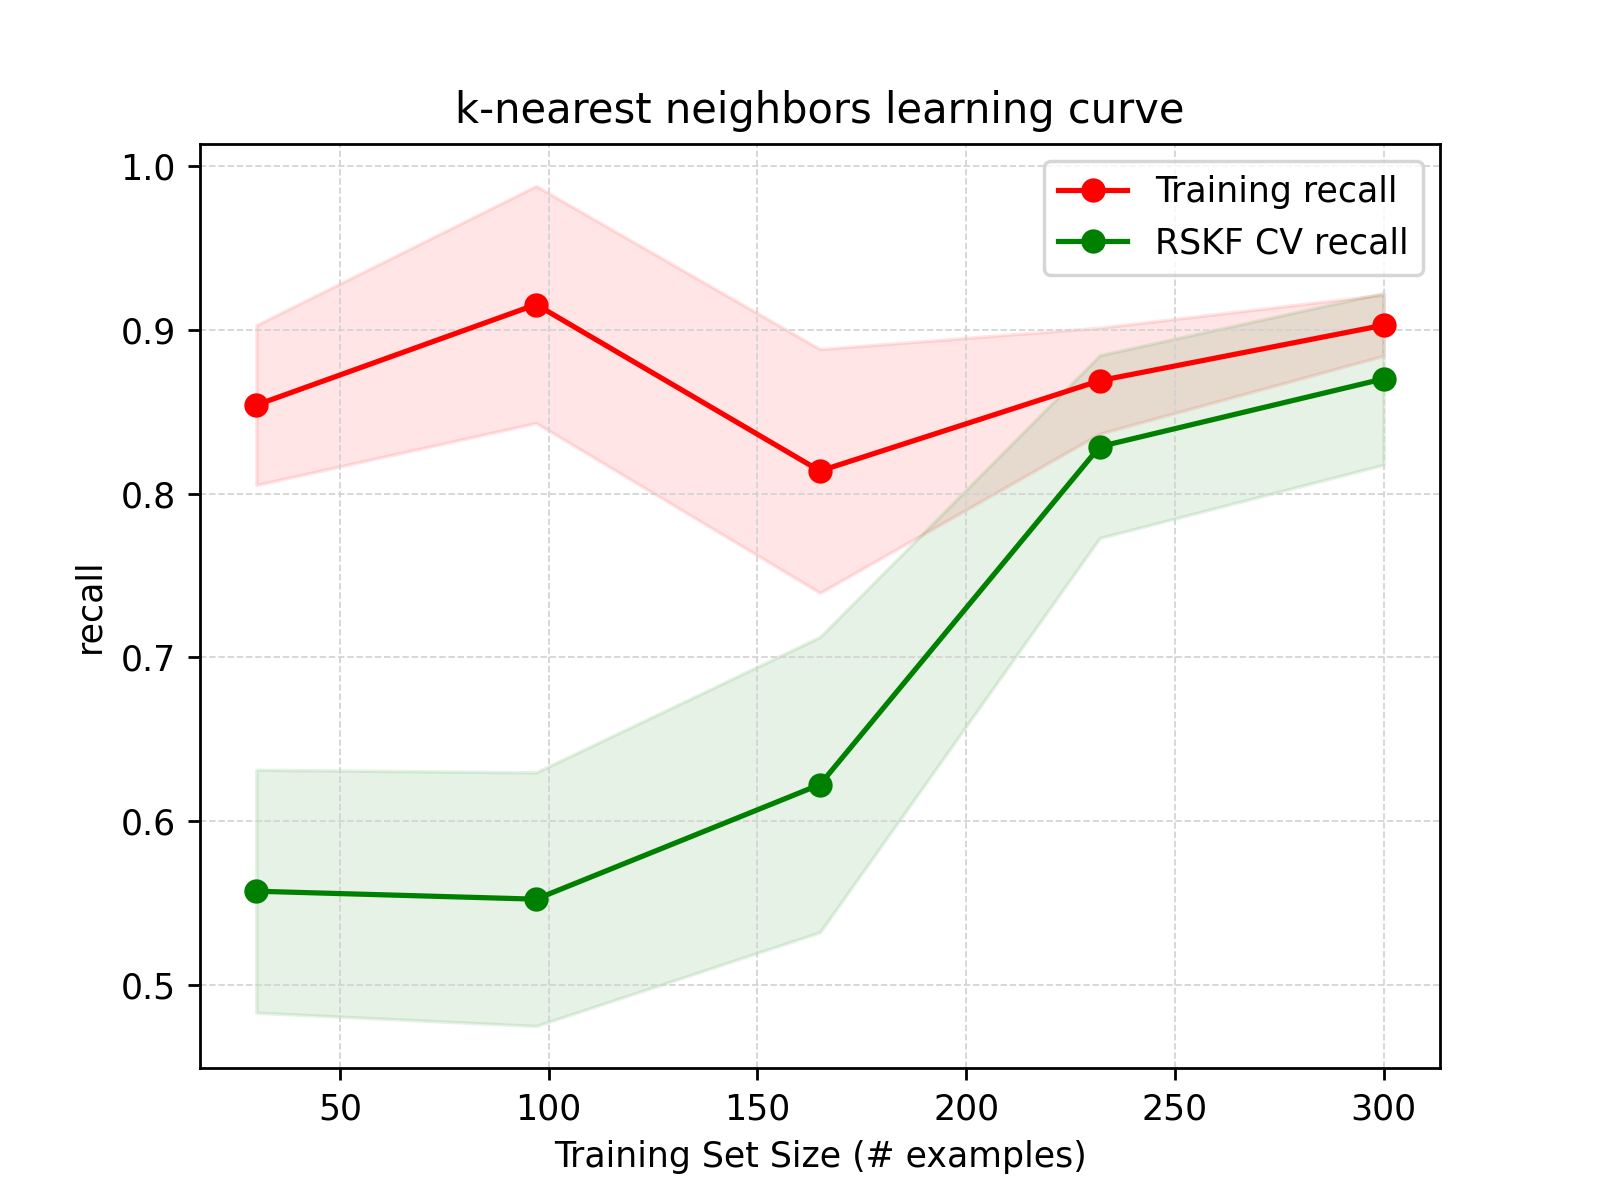 k-nearest neighbors learning curve
1.0
0.9
0.8
0.7
0.6
0.5
recall
Training recall
RSKF CV recall
50 100 150 200 250 300
Training Set Size (# examples)